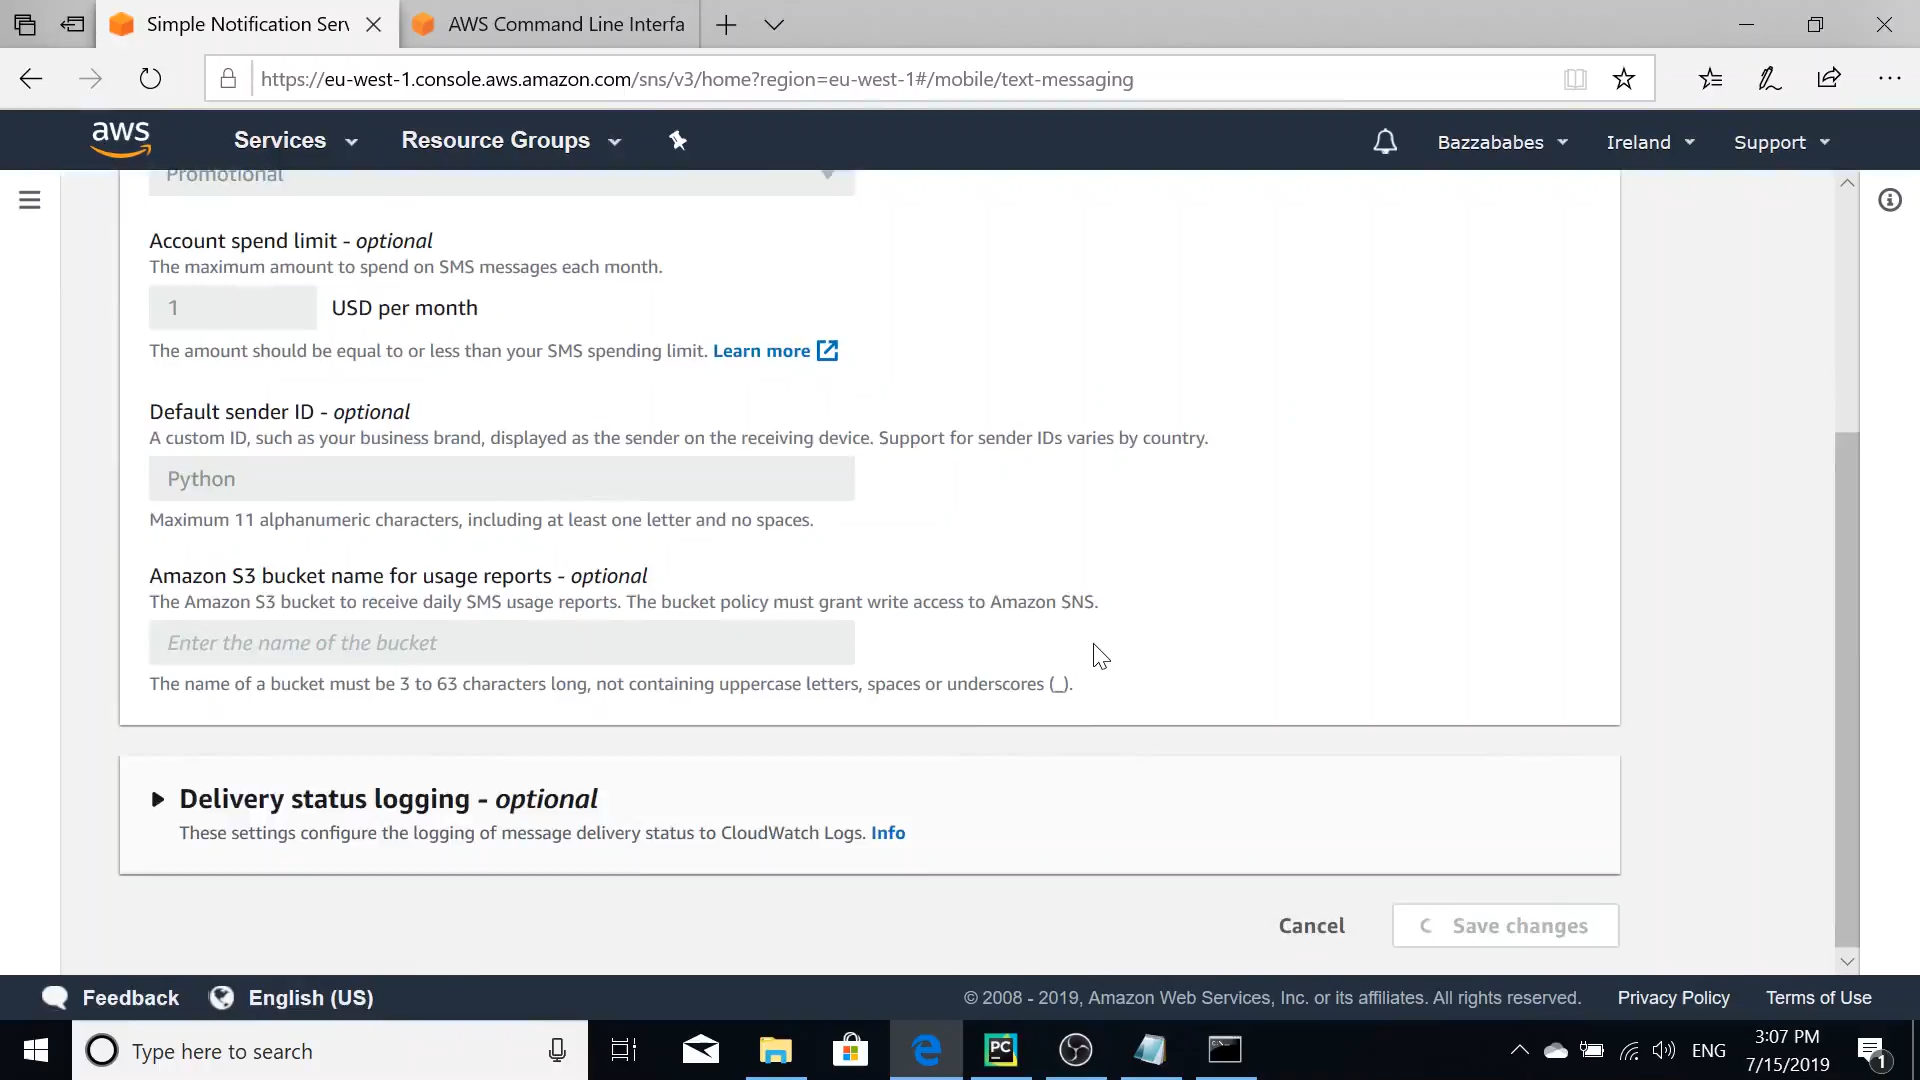 Simple Notification Serv
AWS Command Line Interfa
https://eu-west-1.console.aws.amazon.com/sns/v3/home?region=eu-west-1#/mobile/text-messaging
aws
Services
Resource Groups
Bazzababes
Ireland
Support
Promotional
Account spend limit - optional
The maximum amount to spend on SMS messages each month.
1
USD per month
The amount should be equal to or less than your SMS spending limit. Learn more
Default sender ID - optional
A custom ID, such as your business brand, displayed as the sender on the receiving device. Support for sender IDs varies by country.
Python
Maximum 11 alphanumeric characters, including at least one letter and no spaces.
Amazon S3 bucket name for usage reports - optional
The Amazon S3 bucket to receive daily SMS usage reports. The bucket policy must grant write access to Amazon SNS.
Enter the name of the bucket
The name of a bucket must be 3 to 63 characters long, not containing uppercase letters, spaces or underscores (_).
Delivery status logging - optional
These settings configure the logging of message delivery status to CloudWatch Logs. Info
Cancel
Save changes
Feedback
English (US)
© 2008 - 2019, Amazon Web Services, Inc. or its affiliates. All rights reserved.
Privacy Policy
Terms of Use
Type here to search
PC
ENG
3:07 PM
7/15/2019
1